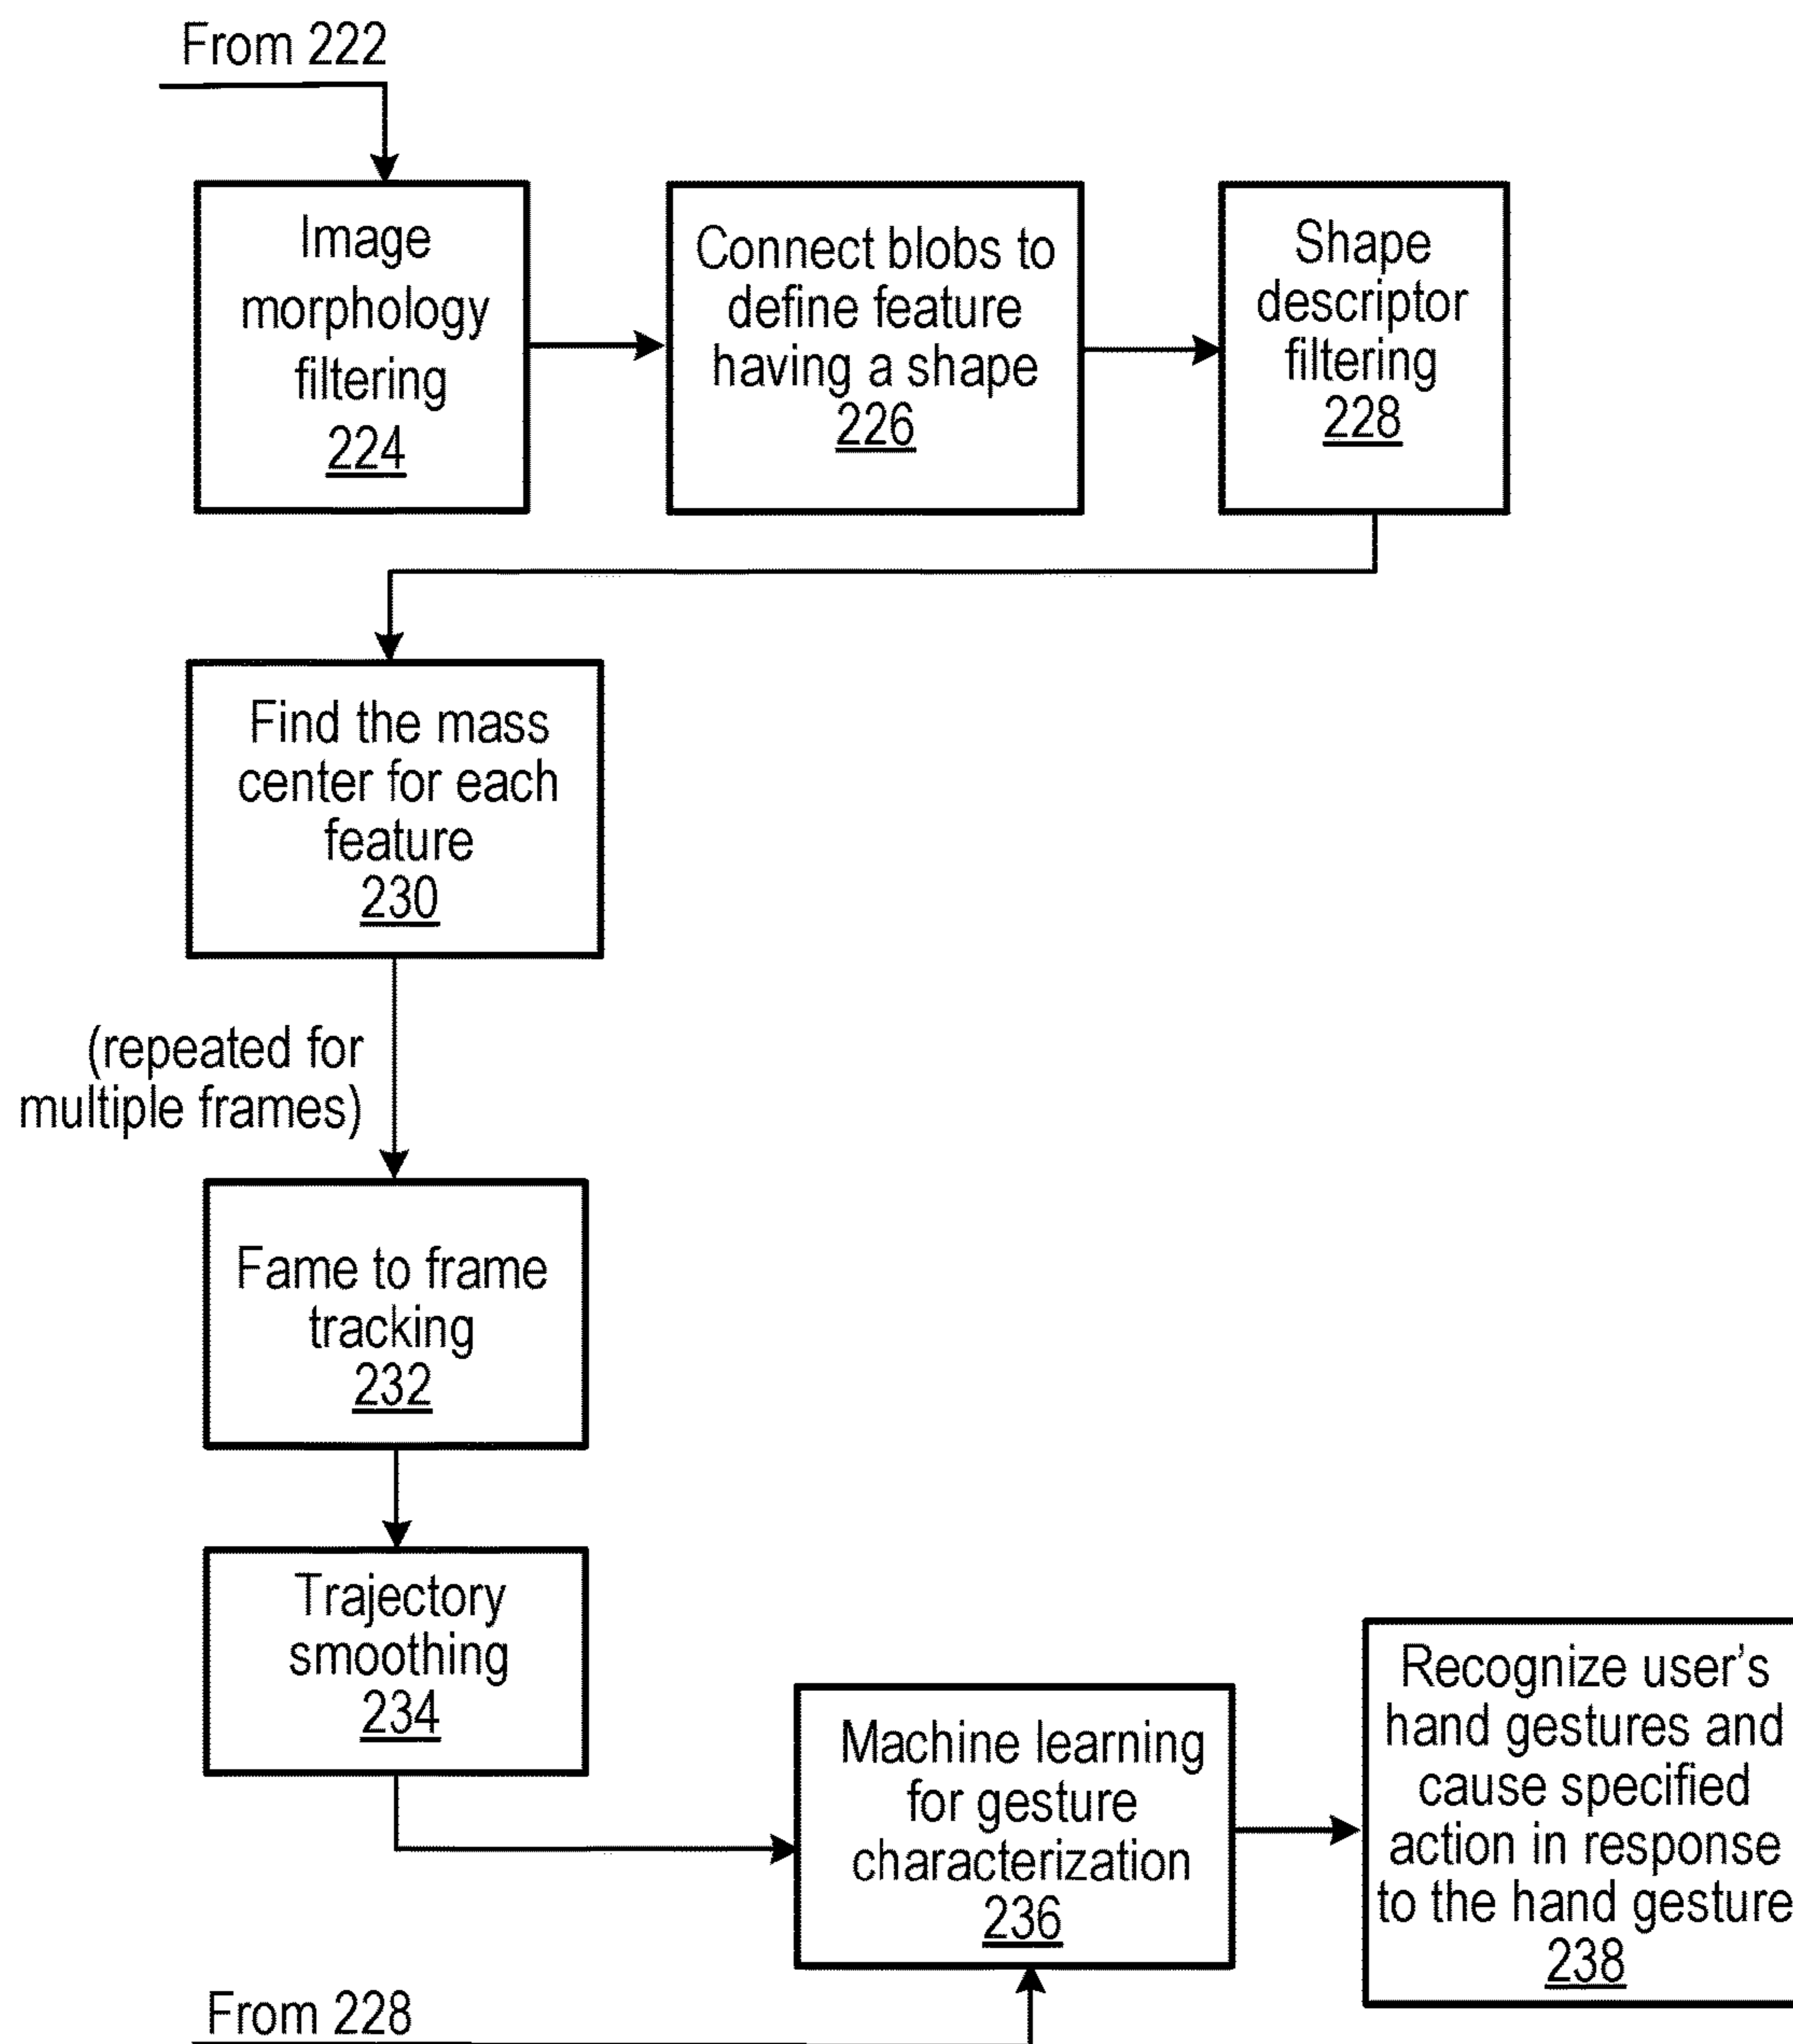 From 222
Image
morphology
filtering
224
Connect blobs to
define feature
having a shape
226
Shape
descriptor
filtering
228
Find the mass
center for each
feature
230
(repeated for
multiple frames)
Fame to frame
tracking
232
Trajectory
smoothing
234
Machine learning
for gesture
characterization
236
Recognize user’s
hand gestures and
cause specified
action in response
to the hand gesture
238
From 228